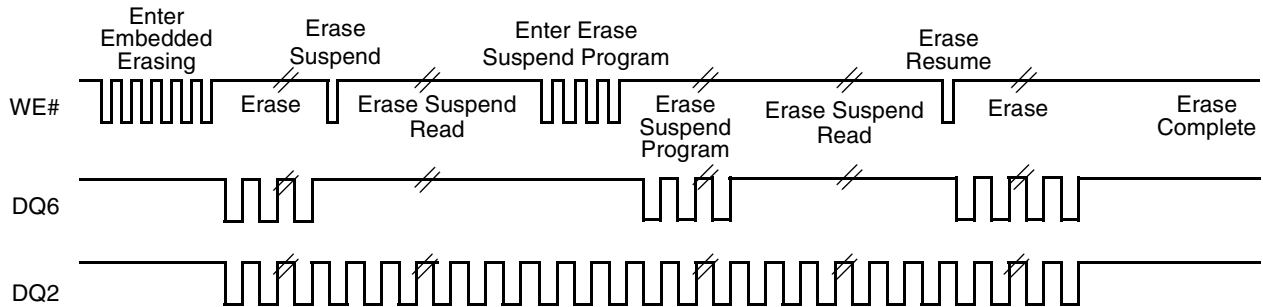 Enter
Embedded
Erasing
Erase
Suspend
Enter Erase
Suspend Program
Erase
Resume
WE#
Erase
Erase Suspend
Read
Erase
Suspend
Program
Erase Suspend
Read
Erase
Erase
Complete
DQ6
DQ2